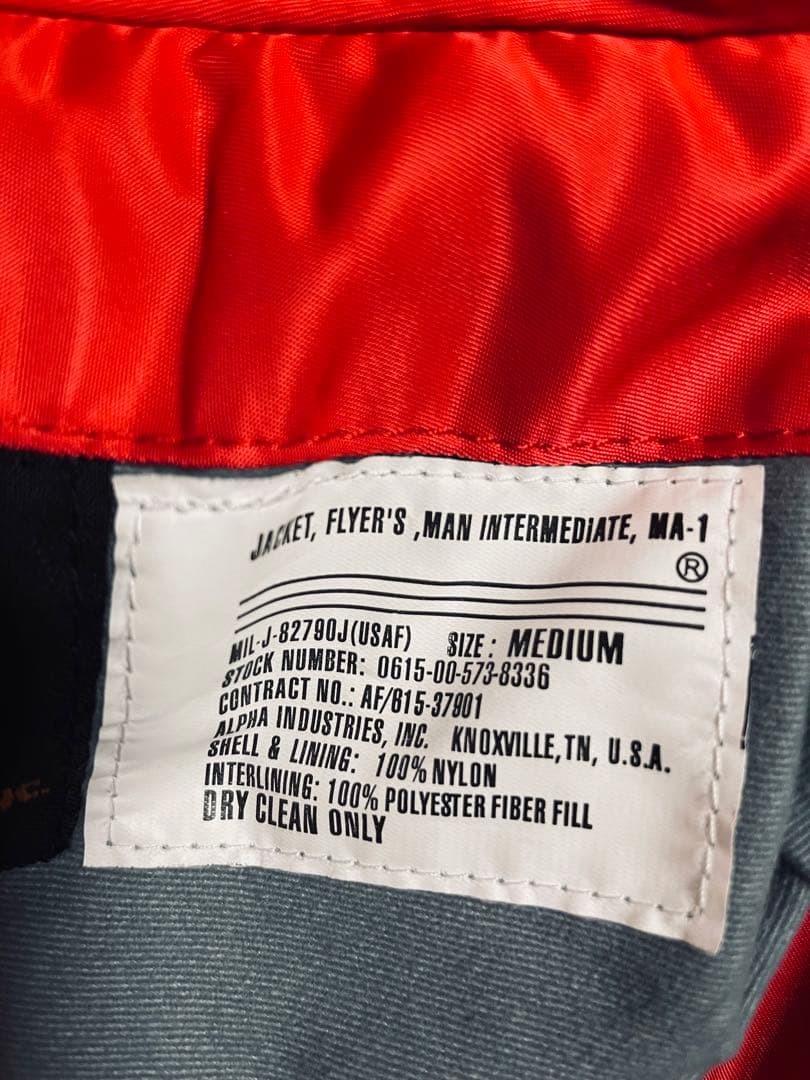 JACKET, FLYER'S ,MAN INTERMEDIATE, MA-1
®
MIL-J-82790J(USAF) SIZE: MEDIUM
STOCK NUMBER: 0615-00-573-8336
CONTRACT NO.: AF/615-37901
ALPHA INDUSTRIES, INC. KNOXVILLE,TN, U.S.A.
SHELL & LINING: 100% NYLON
INTERLINING: 100% POLYESTER FIBER FILL
DRY CLEAN ONLY